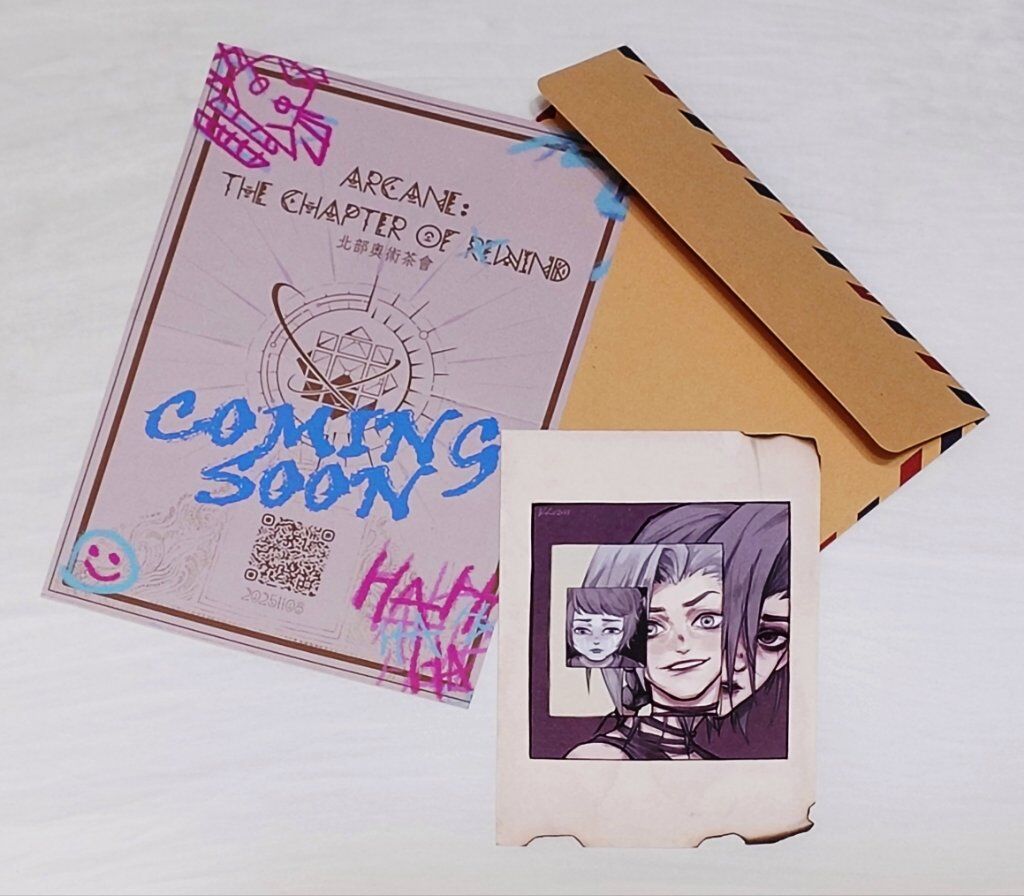 ARCANE:
THE CHAPTER OF REWIND
北部奧術茶會
COMING
SOON
20251108